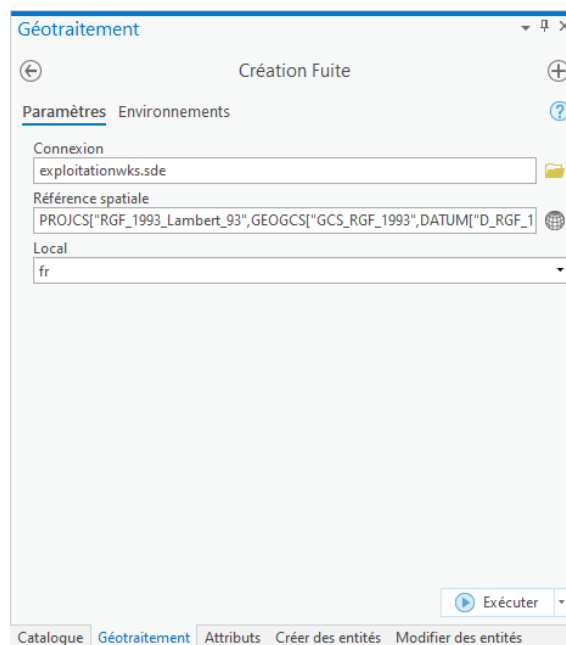 Géotraitement
Création Fuite
Paramètres Environnements
Connexion
exploitationwks.sde
Référence spatiale
PROJCS["RGF_1993_Lambert_93",GEOGCS["GCS_RGF_1993",DATUM["D_RGF_1
Local
fr
Exécuter
Catalogue Géotraitement Attributs Créer des entités Modifier des entités